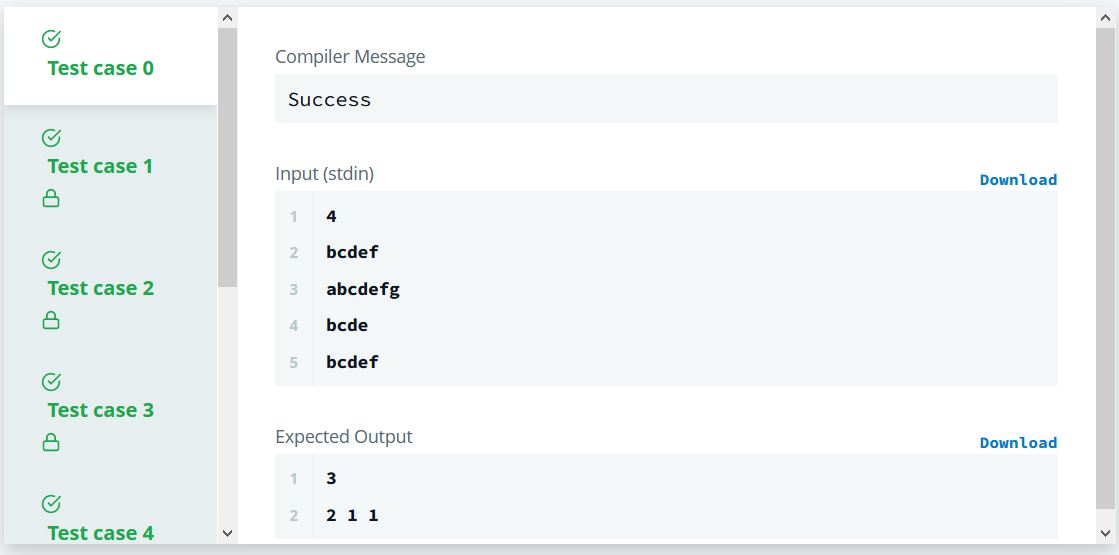 Test case 0
Test case 1
Test case 2
Test case 3
Test case 4
Compiler Message
Success
Input (stdin)
Download
1 4
2 bcdef
3 abcdefg
4 bcde
5 bcdef
Expected Output
Download
1 3
2 2 1 1